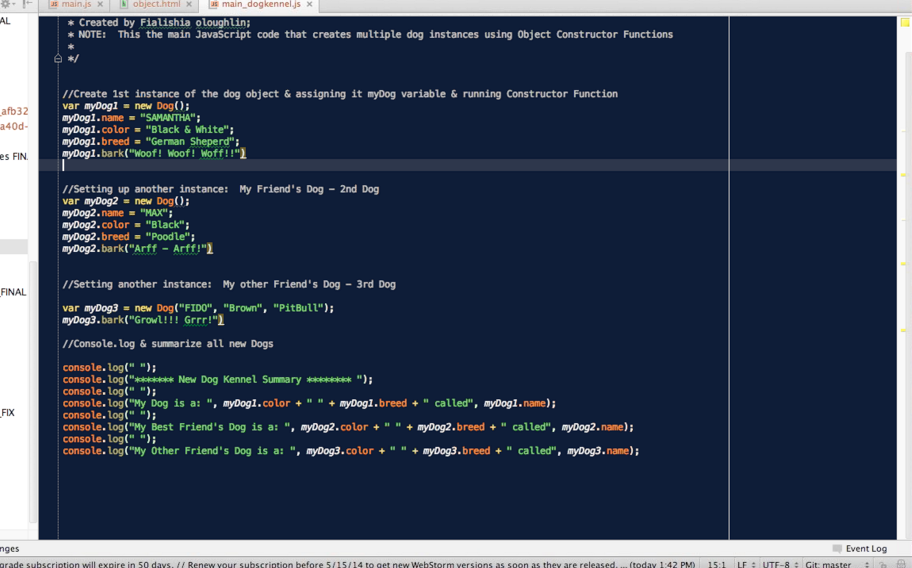 main.js
object.html
main_dogkennel.js
AL
* Created by Fialishia oloughlin;
* NOTE:  This the main JavaScript code that creates multiple dog instances using Object Constructor Functions
*
*/
//Create 1st instance of the dog object & assigning it myDog variable & running Constructor Function
_afb32
var myDog1 = new Dog();
myDog1.name = "SAMANTHA";
a40d-
myDog1.color = "Black & White";
myDog1.breed = "German Sheperd";
es FIN
myDog1.bark("Woof! Woof! Woff!!")
//Setting up another instance:  My Friend's Dog – 2nd Dog
var myDog2 = new Dog();
myDog2.name = "MAX";
myDog2.color = "Black";
myDog2.breed = "Poodle";
myDog2.bark("Arff – Arff!")
//Setting another instance:  My other Friend's Dog – 3rd Dog
_FINAL
var myDog3 = new Dog("FIDO", "Brown", "PitBull");
myDog3.bark("Growl!!! Grrr!")
//Console.log & summarize all new Dogs
console.log(" ");
console.log("******* New Dog Kennel Summary ******** ");
console.log(" ");
console.log("My Dog is a: ", myDog1.color + " " + myDog1.breed + " called", myDog1.name);
_FIX
console.log(" ");
console.log("My Best Friend's Dog is a: ", myDog2.color + " " + myDog2.breed + " called", myDog2.name);
console.log(" ");
console.log("My Other Friend's Dog is a: ", myDog3.color + " " + myDog3.breed + " called", myDog3.name);
nges
Event Log
grade subscription will expire in 50 days. // Renew your subscription before 5/15/14 to get new WebStorm versions as soon as they are released. ... (today 1:42 PM)
15:1
LF
UTF-8
Git: master